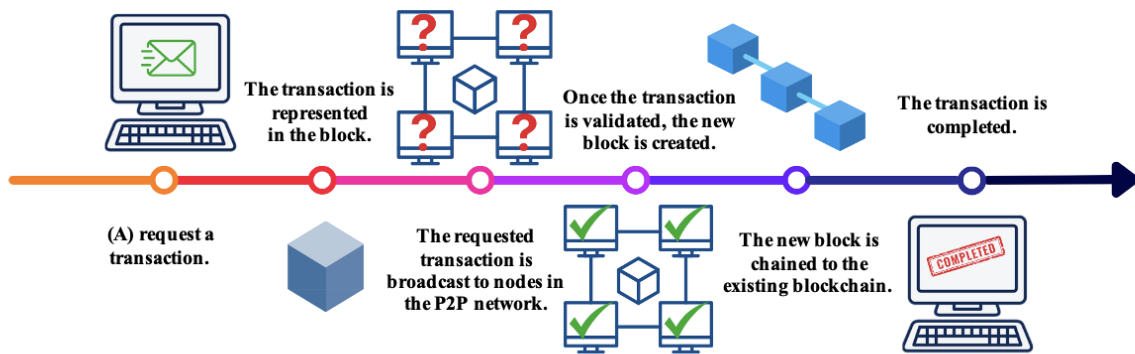 (A) request a
transaction.
The transaction is
represented
in the block.
?
?
?
?
The requested
transaction is
broadcast to nodes in
the P2P network.
Once the transaction
is validated, the new
block is created.
The new block is
chained to the
existing blockchain.
The transaction is
completed.
COMPLETED